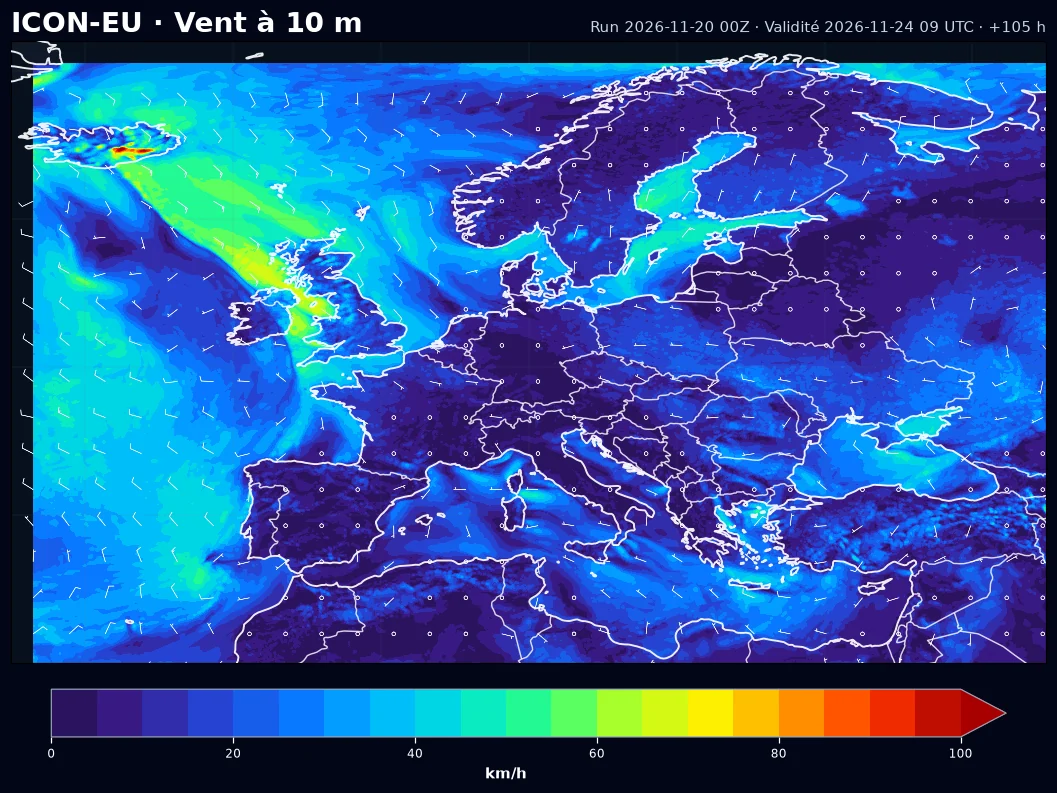 ICON-EU · Vent à 10 m
Run 2026-11-20 00Z · Validité 2026-11-24 09 UTC · +105 h
0 20 40 60 80 100
km/h